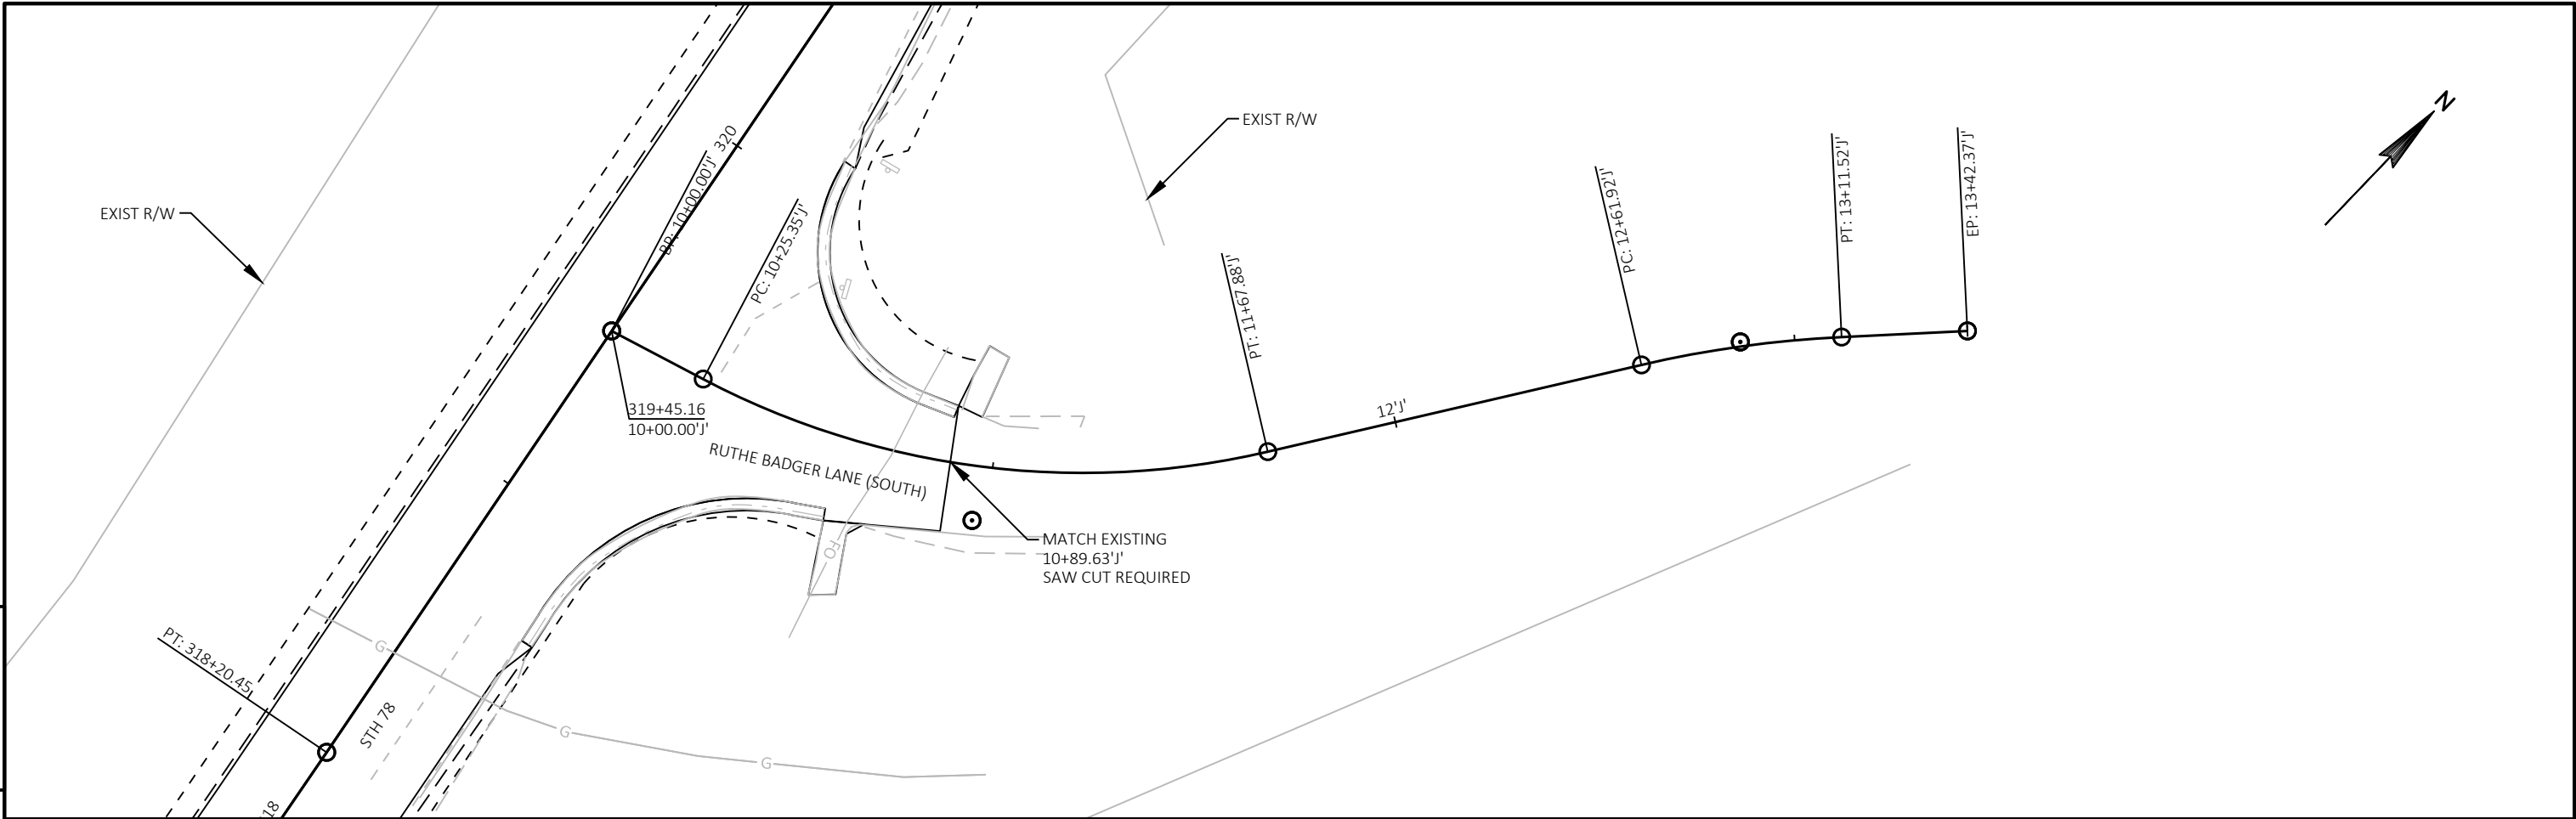 EXIST R/W
EXIST R/W
N
320
BP: 10+00.00'J'
PC: 10+25.35'J'
PT: 11+67.88'J'
PC: 12+61.92'J'
PT: 13+11.52'J'
EP: 13+42.37'J'
319+45.16
10+00.00'J'
12'J'
RUTHE BADGER LANE (SOUTH)
MATCH EXISTING
10+89.63'J'
SAW CUT REQUIRED
FO
PT: 318+20.45
STH 78
G
G
G
18